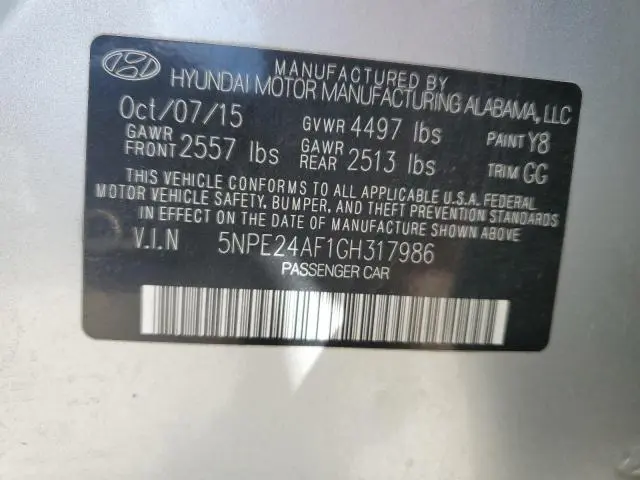 MANUFACTURED BY
HYUNDAI MOTOR MANUFACTURING ALABAMA, LLC
Oct/07/15 GVWR 4497 lbs PAINT Y8
GAWR FRONT 2557 lbs GAWR REAR 2513 lbs TRIM GG
THIS VEHICLE CONFORMS TO ALL APPLICABLE U.S.A. FEDERAL
MOTOR VEHICLE SAFETY, BUMPER, AND THEFT PREVENTION STANDARDS
IN EFFECT ON THE DATE OF MANUFACTURE SHOWN ABOVE.
V.I.N 5NPE24AF1GH317986
PASSENGER CAR